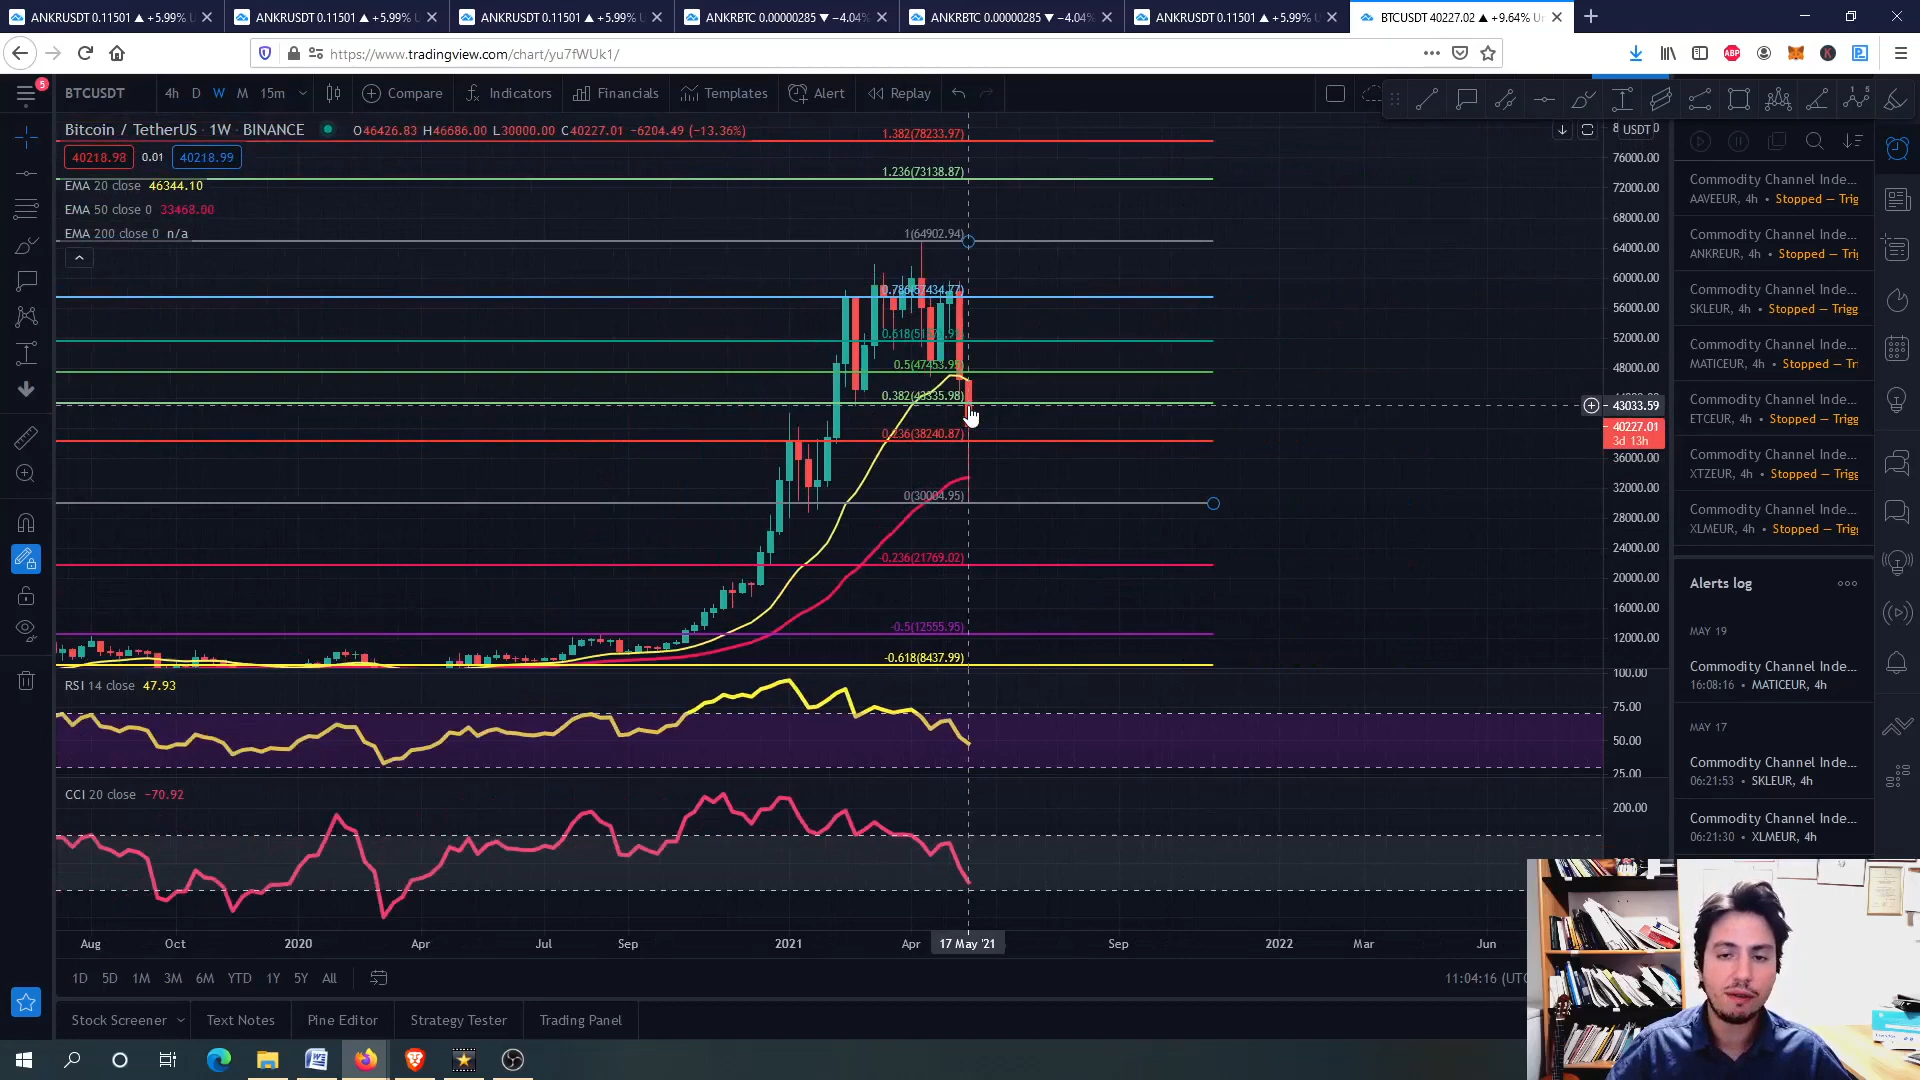 ANKRUSDT 0.11501 ▲ +5.99%
ANKRUSDT 0.11501 ▲ +5.99%
ANKRUSDT 0.11501 ▲ +5.99%
ANKRBTC 0.00000285 ▼ −4.04%
ANKRBTC 0.00000285 ▼ −4.04%
ANKRUSDT 0.11501 ▲ +5.99%
BTCUSDT 40227.02 ▲ +9.64%
https://www.tradingview.com/chart/yu7fWUk1/
ABP
5
BTCUSDT 4h D W M 15m Compare Indicators Financials Templates Alert Replay
Bitcoin / TetherUS · 1W · BINANCE O46426.83 H46686.00 L30000.00 C40227.01 −6204.49 (−13.36%)
40218.98 0.01 40218.99
EMA 20 close 46344.10
EMA 50 close 0 33468.00
EMA 200 close 0 n/a
1.382(78233.97)
1.236(73138.87)
1(64902.94)
0.5(47453.95)
0.382(43335.98)
0.236(38240.87)
0(30004.95)
-0.236(21769.02)
-0.5(12555.95)
-0.618(8437.99)
USDT
76000.00
72000.00
68000.00
64000.00
60000.00
56000.00
52000.00
48000.00
43033.59
40227.01
3d 13h
36000.00
32000.00
28000.00
24000.00
20000.00
16000.00
12000.00
RSI 14 close 47.93
100.00
75.00
50.00
25.00
CCI 20 close −70.92
200.00
Aug Oct 2020 Apr Jul Sep 2021 Apr 17 May '21 Sep 2022 Mar Jun
1D 5D 1M 3M 6M YTD 1Y 5Y All
11:04:16 (UTC
Stock Screener Text Notes Pine Editor Strategy Tester Trading Panel
Commodity Channel Inde...
AAVEEUR, 4h • Stopped — Trig
Commodity Channel Inde...
ANKREUR, 4h • Stopped — Trig
Commodity Channel Inde...
SKLEUR, 4h • Stopped — Trigg
Commodity Channel Inde...
MATICEUR, 4h • Stopped — Tri
Commodity Channel Inde...
ETCEUR, 4h • Stopped — Trigg
Commodity Channel Inde...
XTZEUR, 4h • Stopped — Trigg
Commodity Channel Inde...
XLMEUR, 4h • Stopped — Trigg
Alerts log
MAY 19
Commodity Channel Inde...
16:08:16 • MATICEUR, 4h
MAY 17
Commodity Channel Inde...
06:21:53 • SKLEUR, 4h
Commodity Channel Inde...
06:21:30 • XLMEUR, 4h